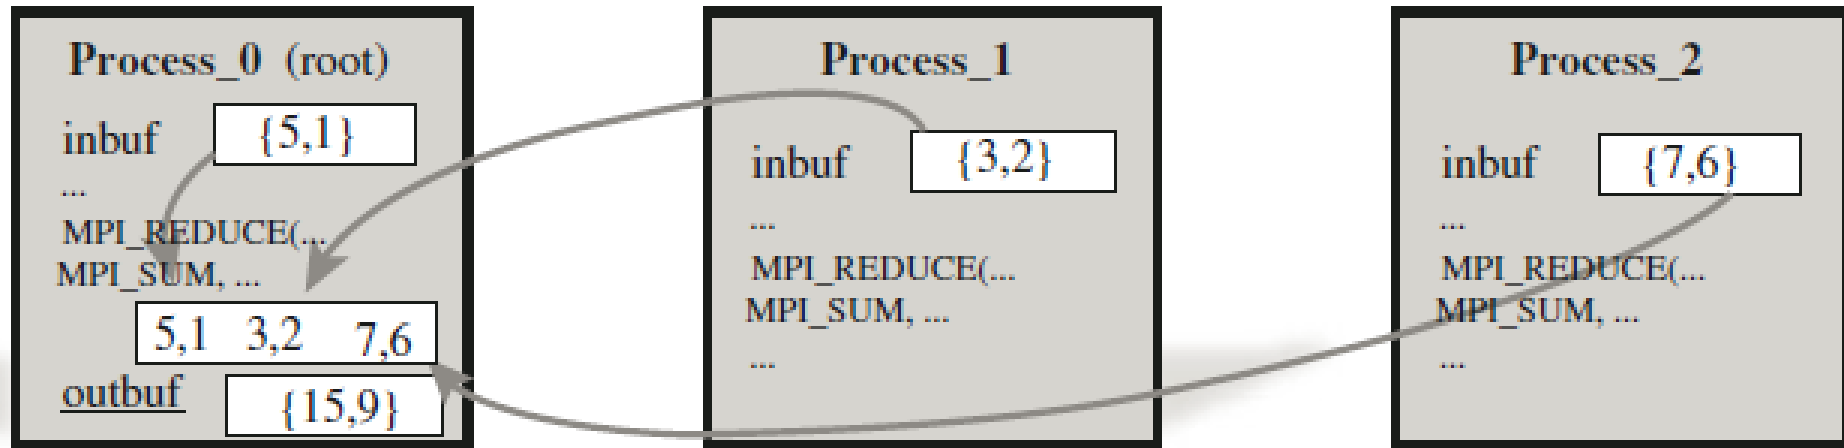 Process_0 (root)
inbuf {5,1}
...
MPI_REDUCE(...
MPI_SUM, ...
5,1 3,2 7,6
outbuf {15,9}
Process_1
inbuf {3,2}
...
MPI_REDUCE(...
MPI_SUM, ...
...
Process_2
inbuf {7,6}
...
MPI_REDUCE(...
MPI_SUM, ...
...